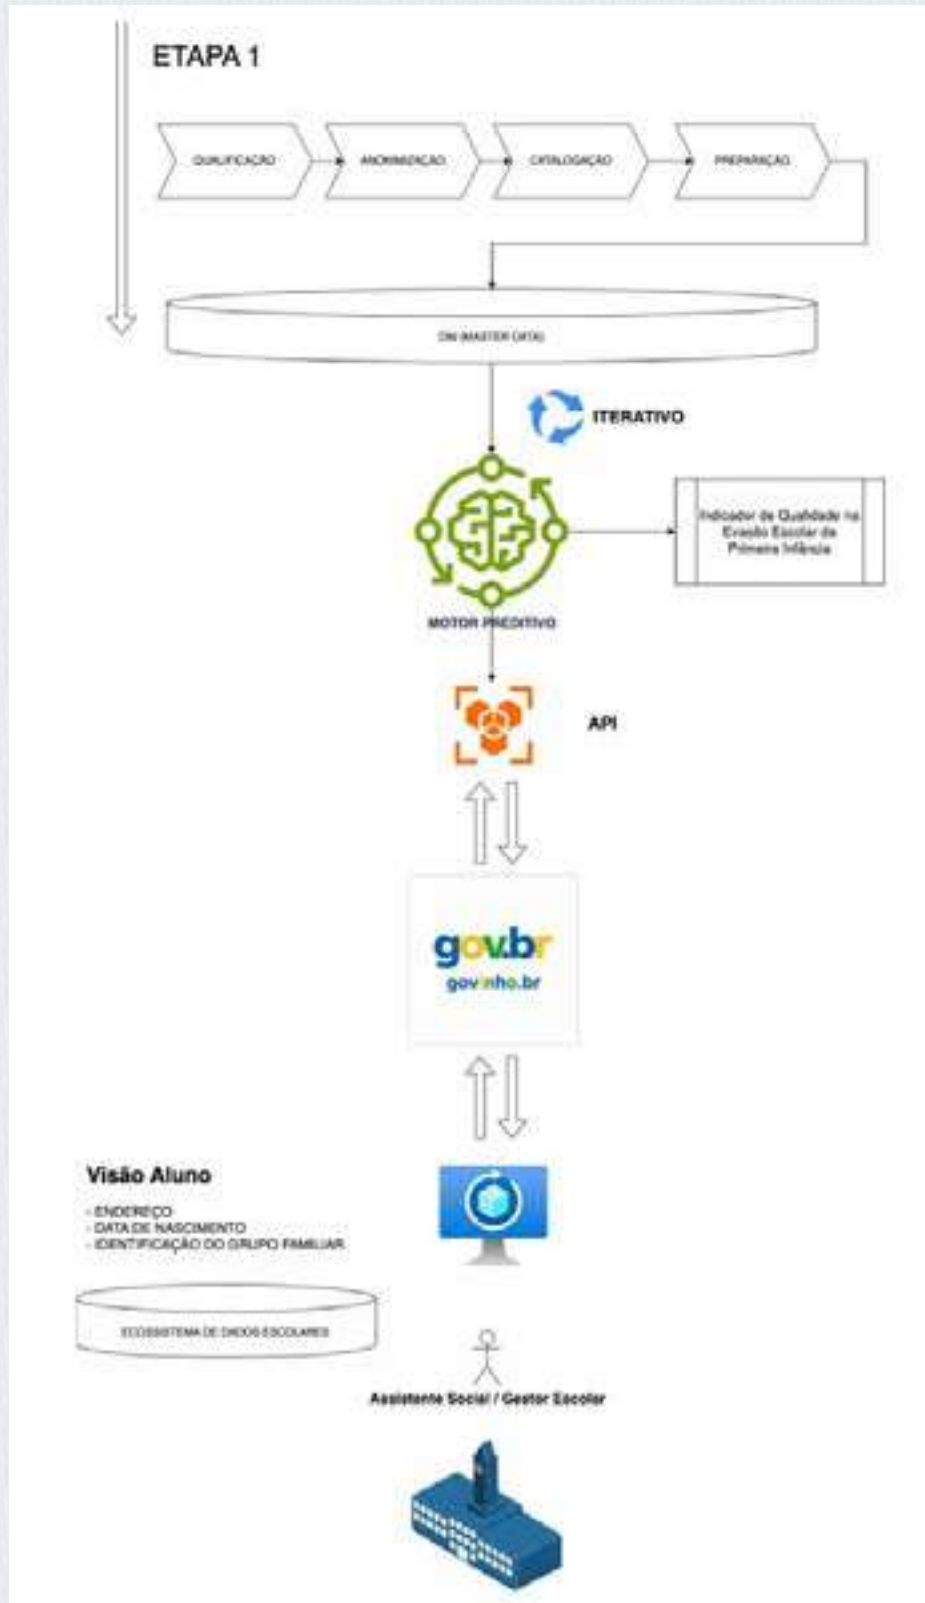 ETAPA 1
QUALIFICAÇÃO
ANONIMIZAÇÃO
CATALOGAÇÃO
PREPARAÇÃO
(MASTER DATA)
ITERATIVO
Indicador de Qualidade na
Evasão Escolar da
Primeira Infância
MOTOR PREDITIVO
API
gov.br
govinho.br
Visão Aluno
- ENDEREÇO
- DATA DE NASCIMENTO
- IDENTIFICAÇÃO DO GRUPO FAMILIAR
ECOSSISTEMA DE DADOS ESCOLARES
Assistente Social / Gestor Escolar